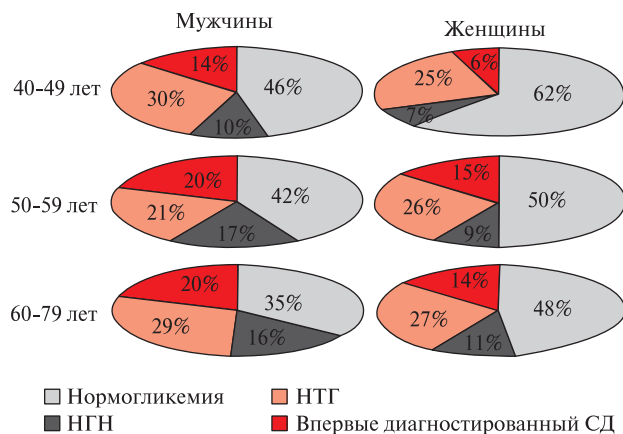 Мужчины Женщины
40-49 лет 14% 46% 30% 10% 6% 25% 62% 7%
50-59 лет 20% 42% 21% 17% 15% 50% 26% 9%
60-79 лет 20% 35% 29% 16% 14% 48% 27% 11%
Нормогликемия НТГ
НГН Впервые диагностированный СД